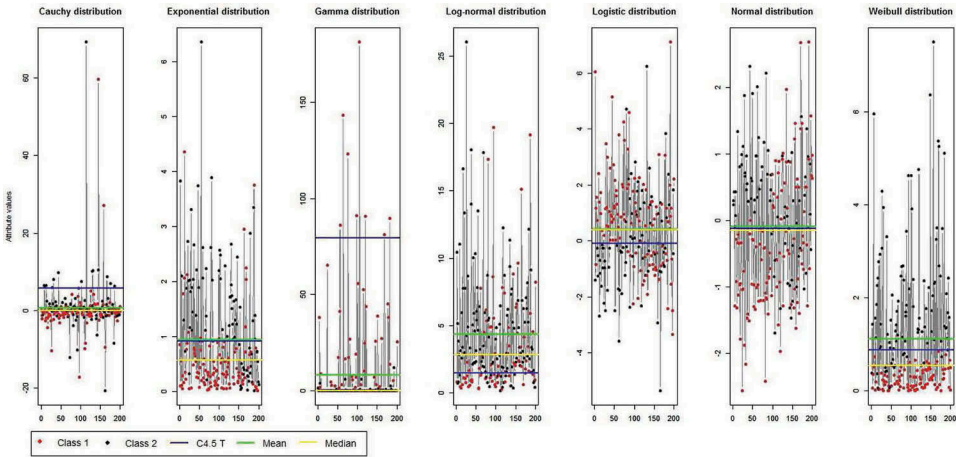 Cauchy distribution
Exponential distribution
Gamma distribution
Log-normal distribution
Logistic distribution
Normal distribution
Weibull distribution
Attribute values
60
40
20
0
-20
0 50 100 150 200
6
5
4
3
2
1
0
0 50 100 150 200
150
100
50
0
0 50 100 150 200
25
20
15
10
5
0
0 50 100 150 200
6
4
2
0
-2
-4
0 50 100 150 200
2
1
0
-1
-2
0 50 100 150 200
6
4
2
0
0 50 100 150 200
Class 1 Class 2 C4.5 T Mean Median